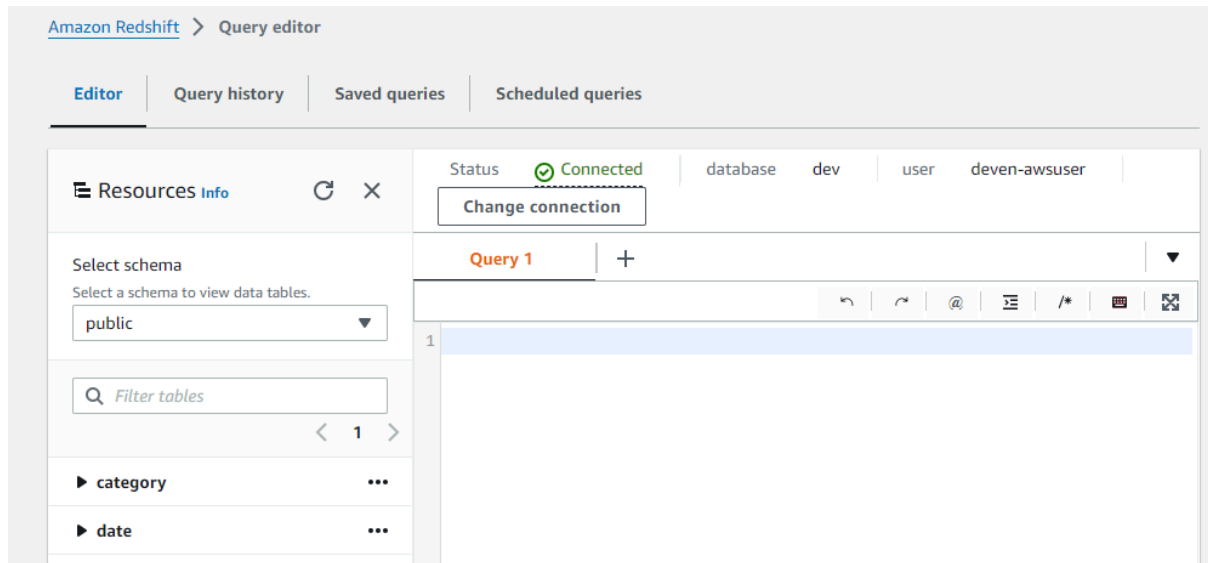 Amazon Redshift > Query editor
Editor Query history Saved queries Scheduled queries
Resources Info
Status Connected database dev user deven-awsuser
Change connection
Select schema
Select a schema to view data tables.
public
Filter tables
1
category
date
Query 1 +
@ /*
1